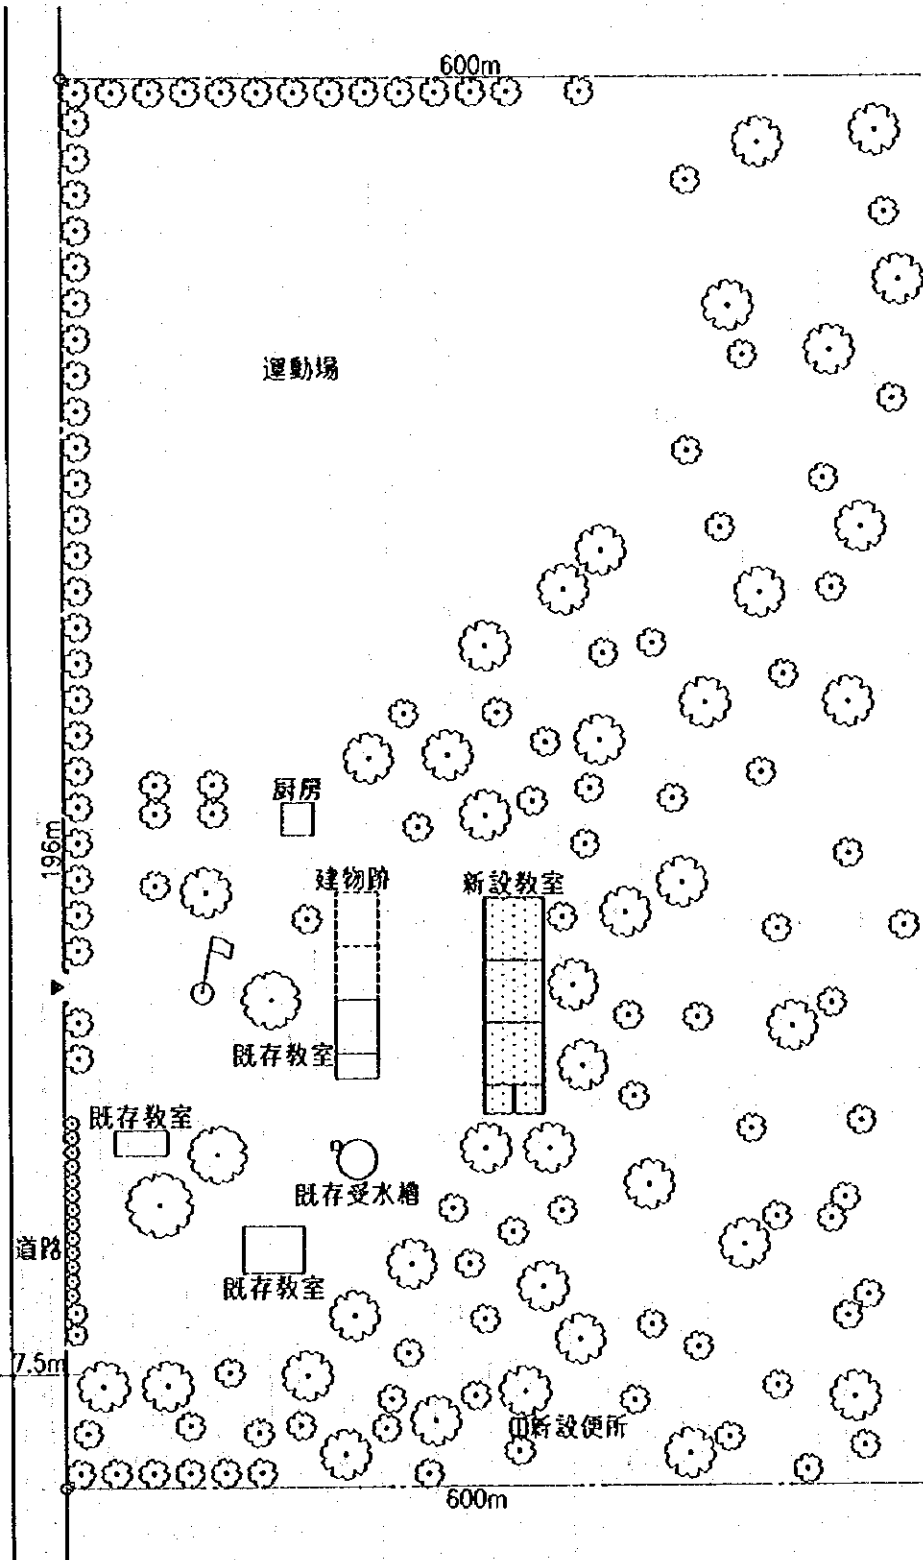 600m
運動場
厨房
196m
建物跡
新設教室
既存教室
既存教室
既存受水槽
道路
既存教室
7.5m
新設便所
600m